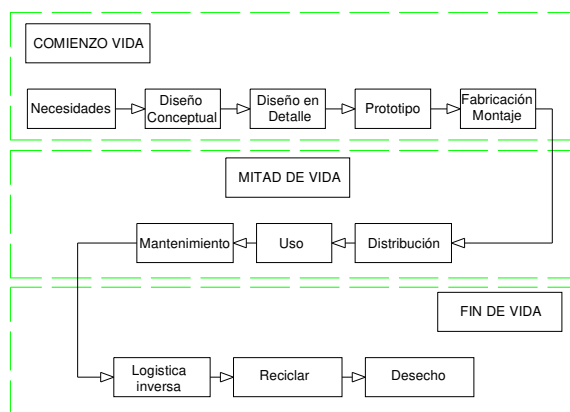 COMIENZO VIDA
Necesidades
Diseño
Conceptual
Diseño en
Detalle
Prototipo
Fabricación
Montaje
MITAD DE VIDA
Mantenimiento
Uso
Distribución
FIN DE VIDA
Logistica
inversa
Reciclar
Desecho